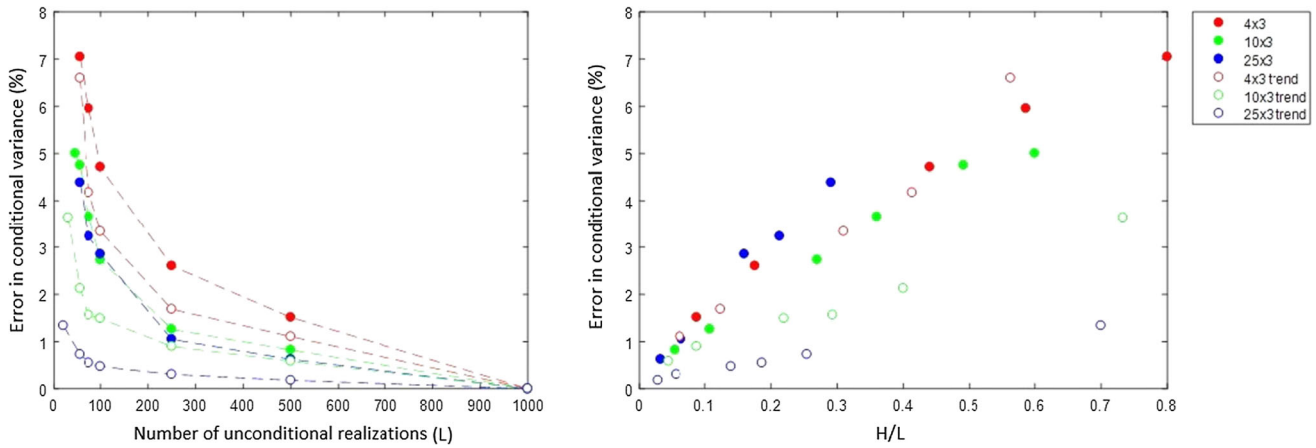 8
7
6
5
4
3
2
1
0
Error in conditional variance (%)
0 100 200 300 400 500 600 700 800 900 1000
Number of unconditional realizations (L)
8
7
6
5
4
3
2
1
0
Error in conditional variance (%)
0 0.1 0.2 0.3 0.4 0.5 0.6 0.7 0.8
H/L
4x3
10x3
25x3
4x3 trend
10x3 trend
25x3 trend